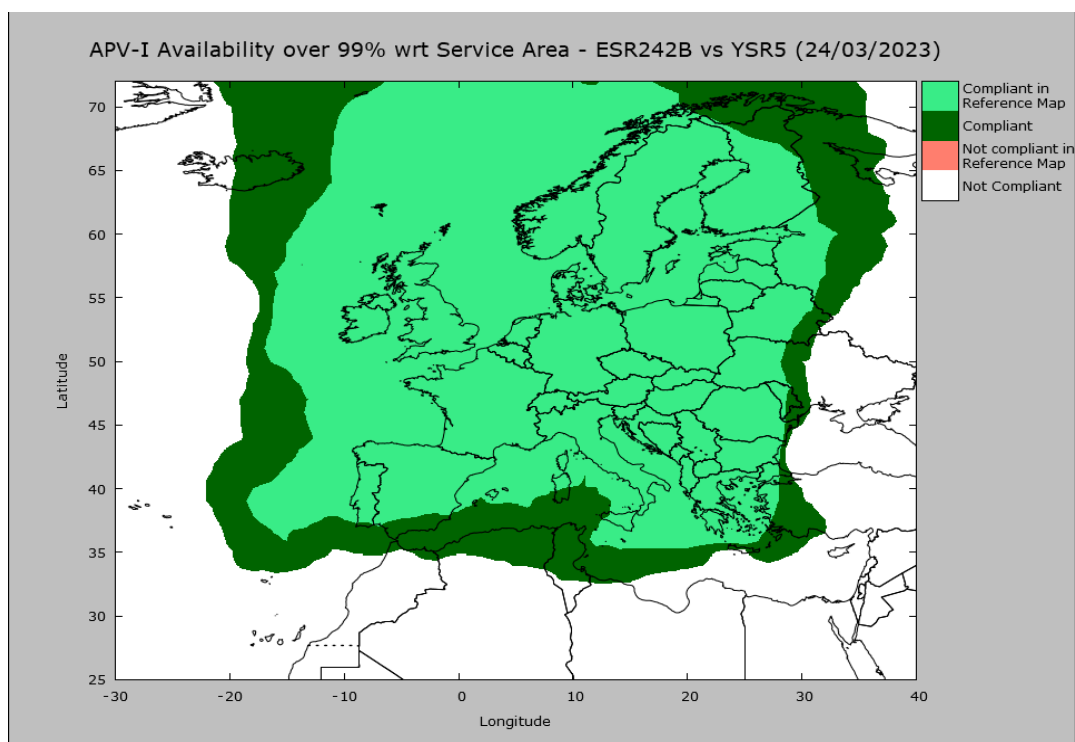 APV-I Availability over 99% wrt Service Area - ESR242B vs YSR5 (24/03/2023)
Compliant in
Reference Map
Compliant
Not compliant in
Reference Map
Not Compliant
70
65
60
55
50
45
40
35
30
25
Latitude
-30
-20
-10
0
10
20
30
40
Longitude